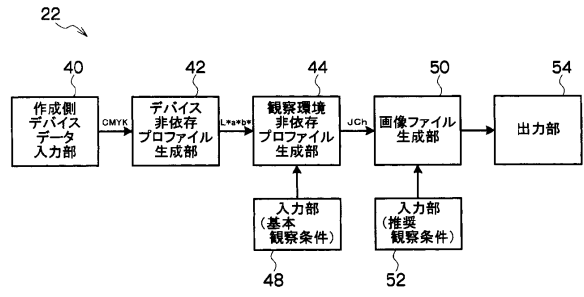 22
40
42
44
50
54
作成側
デバイス
データ
入力部
CMYK
デバイス
非依存
プロファイル
生成部
L*a*b*
観察環境
非依存
プロファイル
生成部
JCh
画像ファイル
生成部
出力部
入力部
(基本
観察条件)
入力部
(推奨
観察条件)
48
52